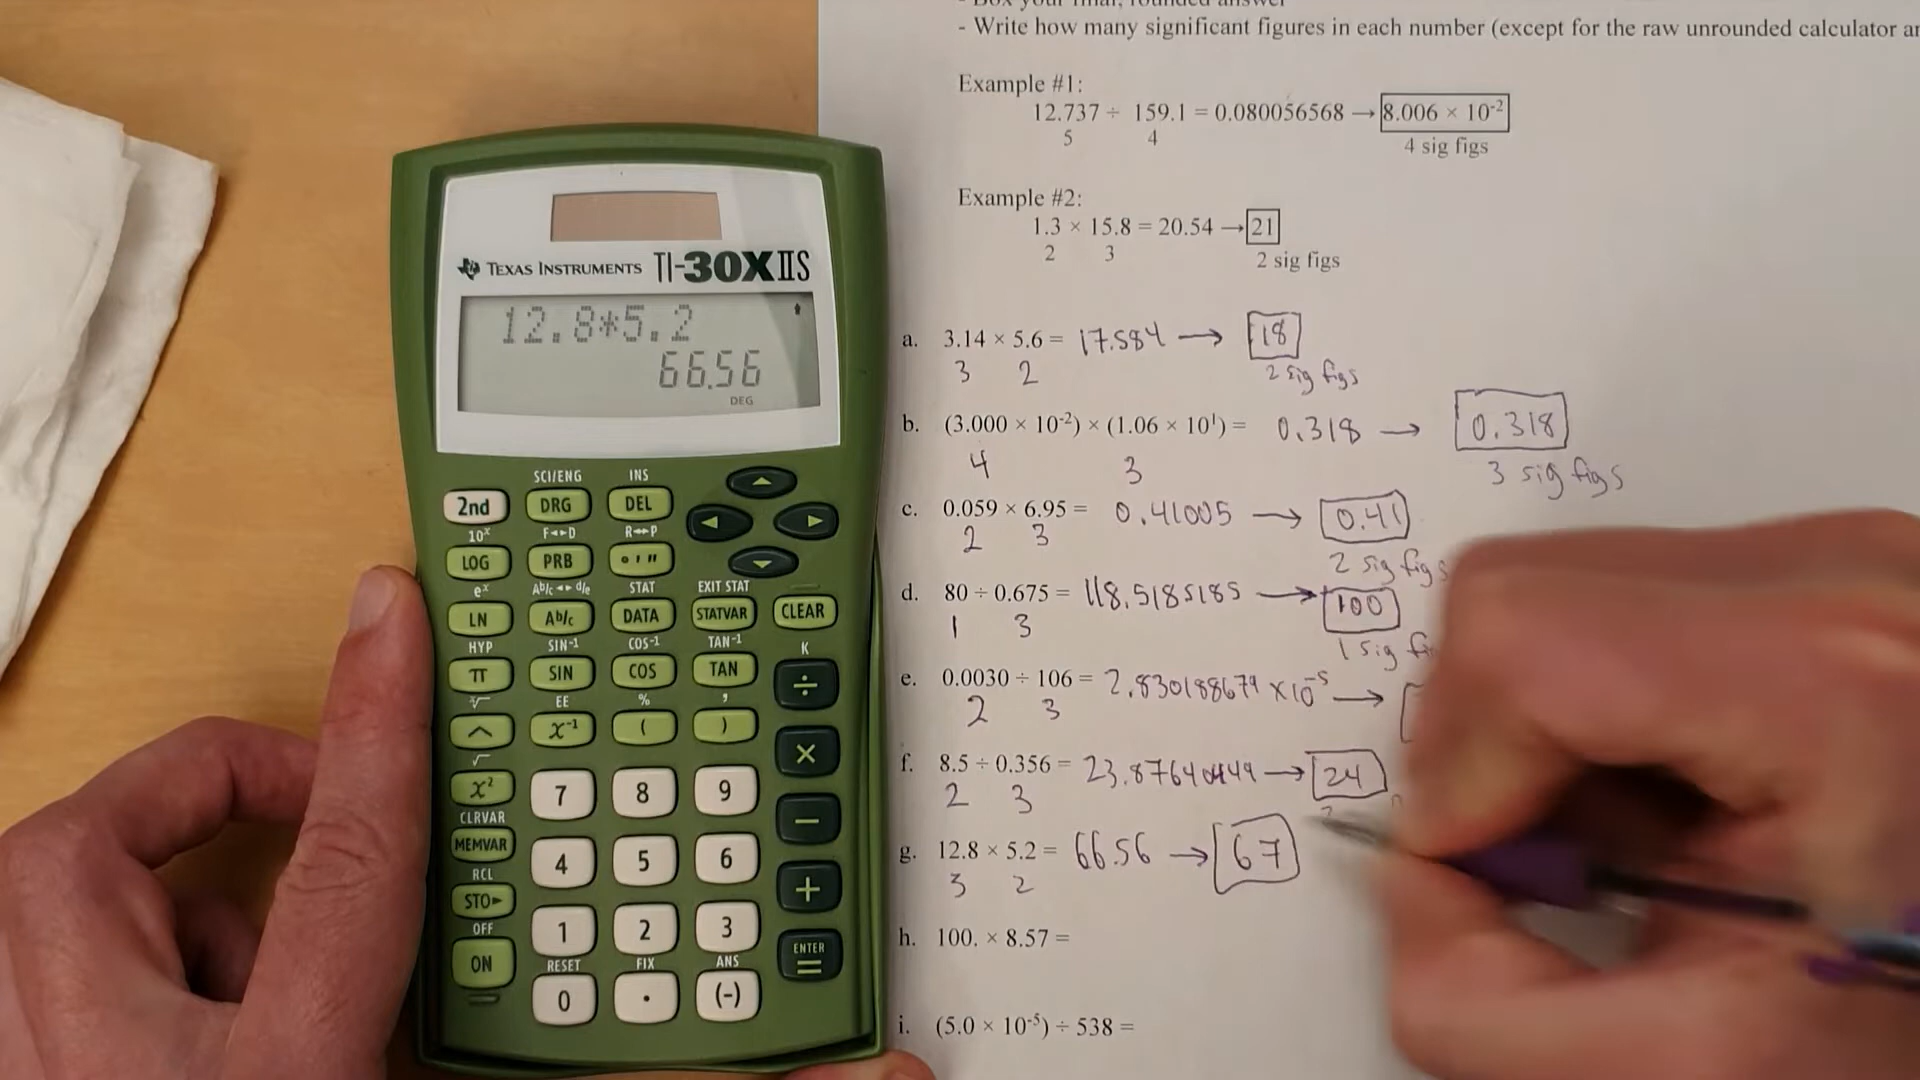 - Write how many significant figures in each number (except for the raw unrounded calculator
Example #1:
12.737 ÷ 159.1 = 0.080056568 → 8.006 × 10⁻²
5 4 4 sig figs
Example #2:
1.3 × 15.8 = 20.54 → 21
2 3 2 sig figs
a. 3.14 × 5.6 = 17.584 → 18
3 2 2 sig figs
b. (3.000 × 10⁻²) × (1.06 × 10¹) = 0.318 → 0.318
4 3 3 sig figs
c. 0.059 × 6.95 = 0.41005 → 0.41
2 3 2 sig figs
d. 80 ÷ 0.675 = 118.5185185 → 100
1 3 1 sig
e. 0.0030 ÷ 106 = 2.830188679 × 10⁻⁵ →
2 3
f. 8.5 ÷ 0.356 = 23.87640449 → 24
2 3
g. 12.8 × 5.2 = 66.56 → 67
3 2
h. 100. × 8.57 =
i. (5.0 × 10⁻⁵) ÷ 538 =
TEXAS INSTRUMENTS TI-30XIIS
12.8*5.2
66.56
DEG
SCI/ENG INS
2nd DRG DEL
10ˣ F◄►D R◄►P
LOG PRB ° ' "
eˣ Ab/c ◄► d/e STAT EXIT STAT
LN Ab/c DATA STATVAR CLEAR
HYP SIN⁻¹ COS⁻¹ TAN⁻¹ K
π SIN COS TAN ÷
ˣ√ EE % ,
^ x⁻¹ ( ) ×
√
x² 7 8 9 −
CLRVAR
MEMVAR 4 5 6 +
RCL
STO► 1 2 3 ENTER =
OFF RESET FIX ANS
ON 0 . (-)